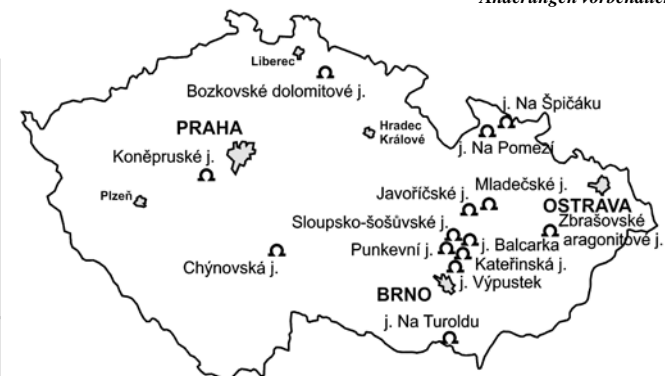 Änderungen vorbehalten
Liberec
Bozkovské dolomitové j.
j. Na Špičáku
PRAHA
Hradec
Králové
j. Na Pomezí
Koněpruské j.
Plzeň
Javoříčské j.
Mladečské j.
OSTRAVA
Sloupsko-šošůvské j.
Zbrašovské
aragonitové j.
Punkevní j.
j. Balcarka
Chýnovská j.
Kateřinská j.
j. Výpustek
BRNO
j. Na Turoldu